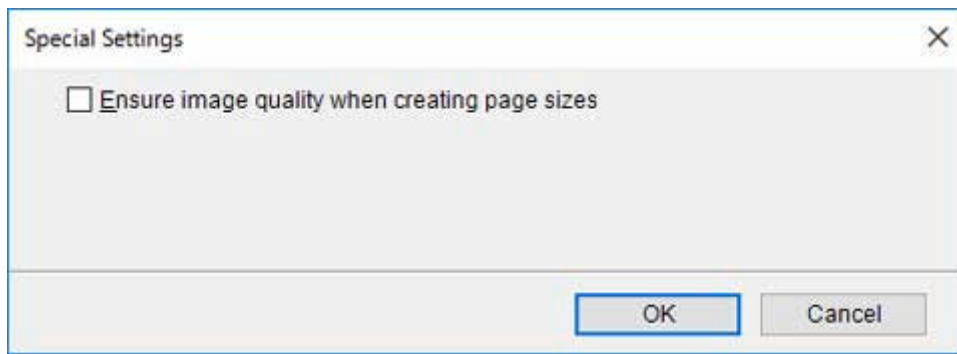 Special Settings
Ensure image quality when creating page sizes
OK
Cancel